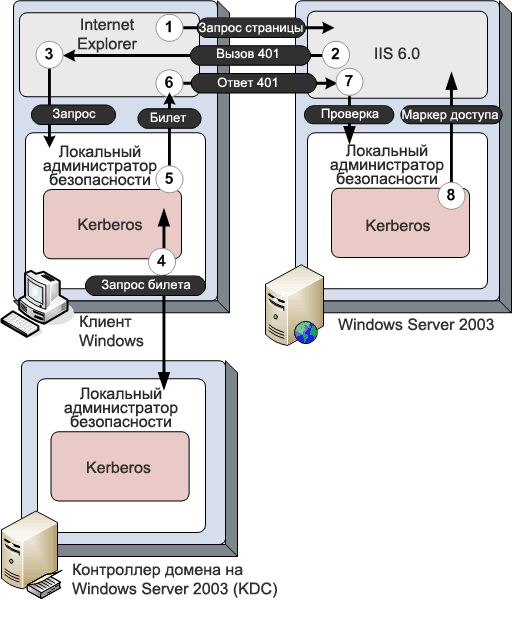 Internet
Explorer
1
Запрос страницы
IIS 6.0
3
Вызов 401
2
6
Ответ 401
7
Запрос
Билет
Проверка
Маркер доступа
Локальный
администратор
безопасности
5
Kerberos
4
Запрос билета
Клиент
Windows
Локальный
администратор
безопасности
8
Kerberos
Windows Server 2003
Локальный
администратор
безопасности
Kerberos
Контроллер домена на
Windows Server 2003 (KDC)